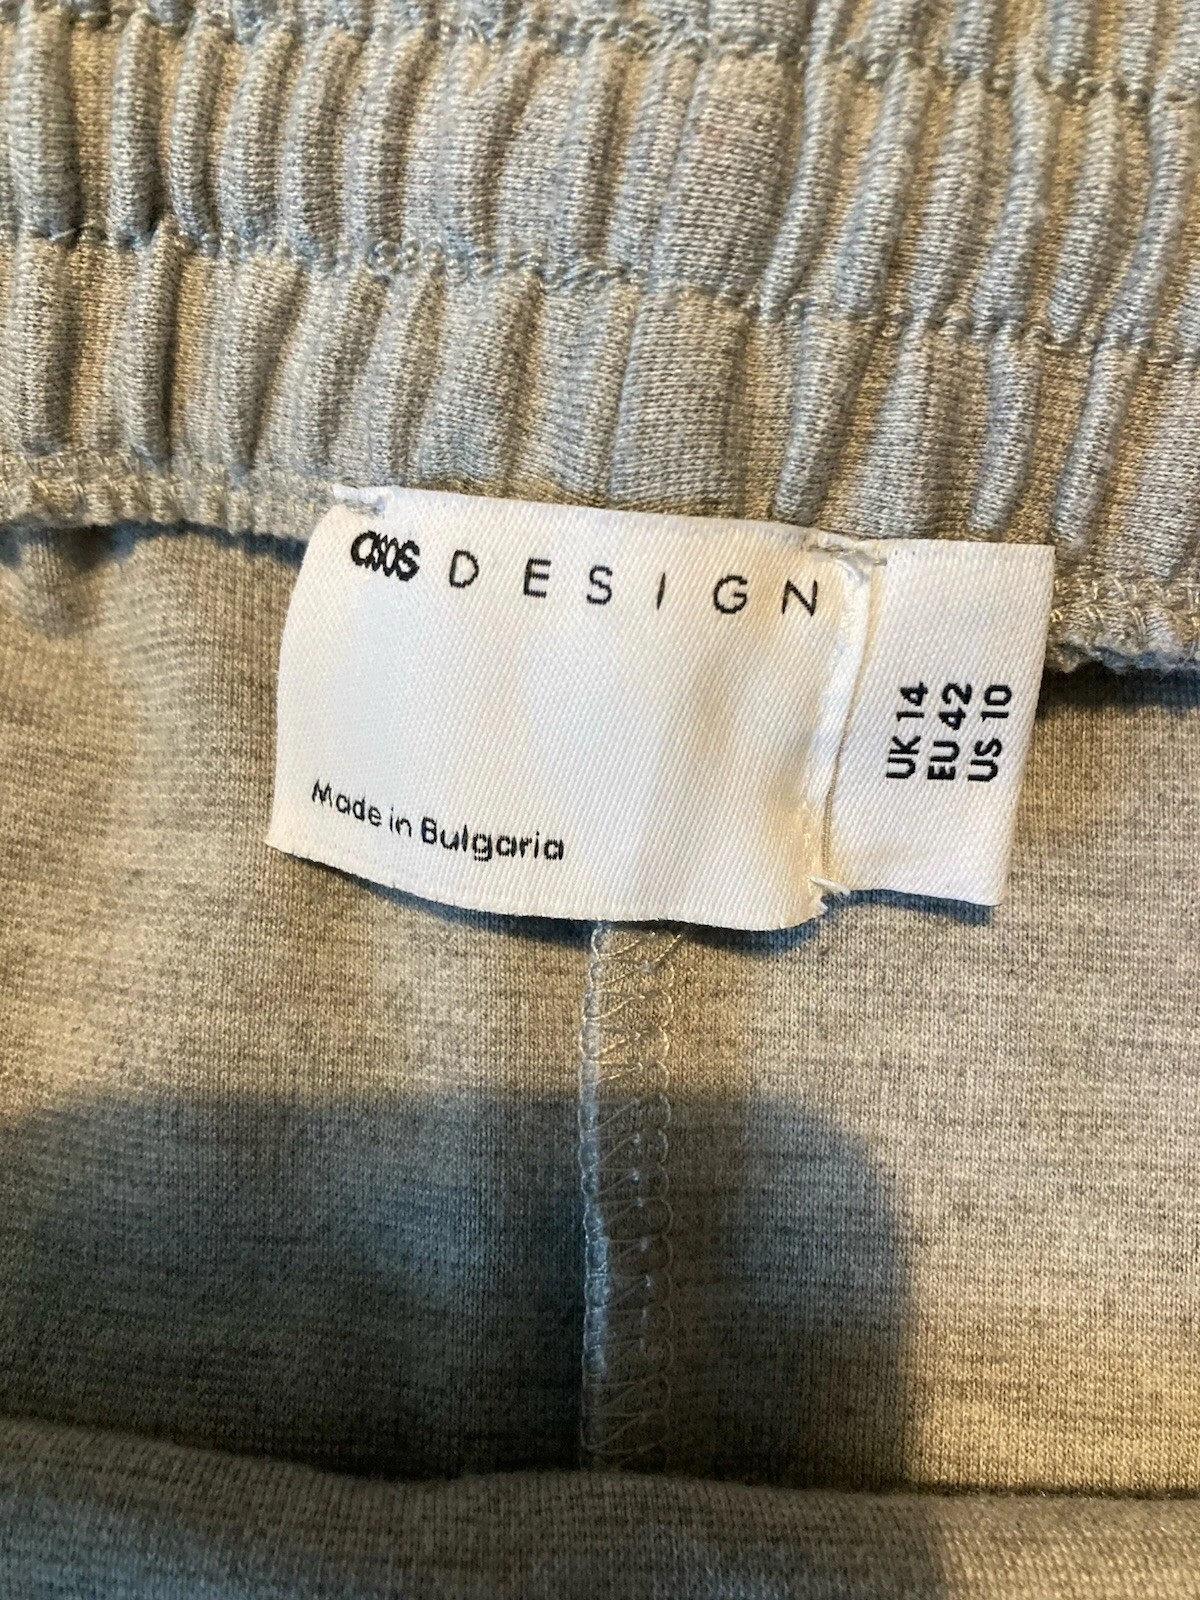 asos DESIGN
Made in Bulgaria
UK 14
EU 42
US 10